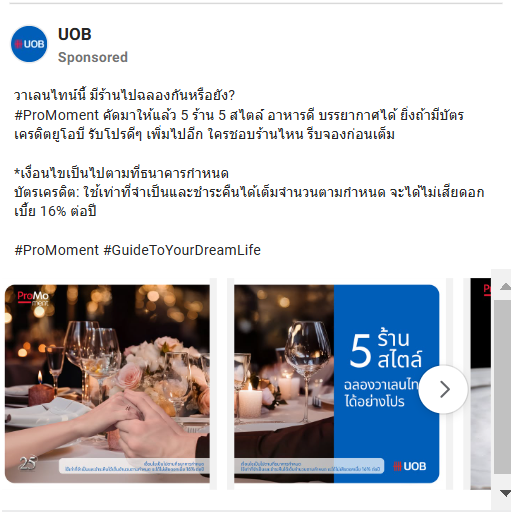 UOB
UOB
Sponsored
วาเลนไทน์นี้ มีร้านไปฉลองกันหรือยัง?
#ProMoment คัดมาให้แล้ว 5 ร้าน 5 สไตล์ อาหารดี บรรยากาศได้ ยิ่งถ้ามีบัตร
เครดิตยูโอบี รับโปรดีๆ เพิ่มไปอีก ใครชอบร้านไหน รีบจองก่อนเต็ม
*เงื่อนไขเป็นไปตามที่ธนาคารกำหนด
บัตรเครดิต: ใช้เท่าที่จำเป็นและชำระคืนได้เต็มจำนวนตามกำหนด จะได้ไม่เสียดอก
เบี้ย 16% ต่อปี
#ProMoment #GuideToYourDreamLife
ProMo
ment
5 ร้าน
สไตล์
ฉลองวาเลนไท
ได้อย่างโปร
25
UOB